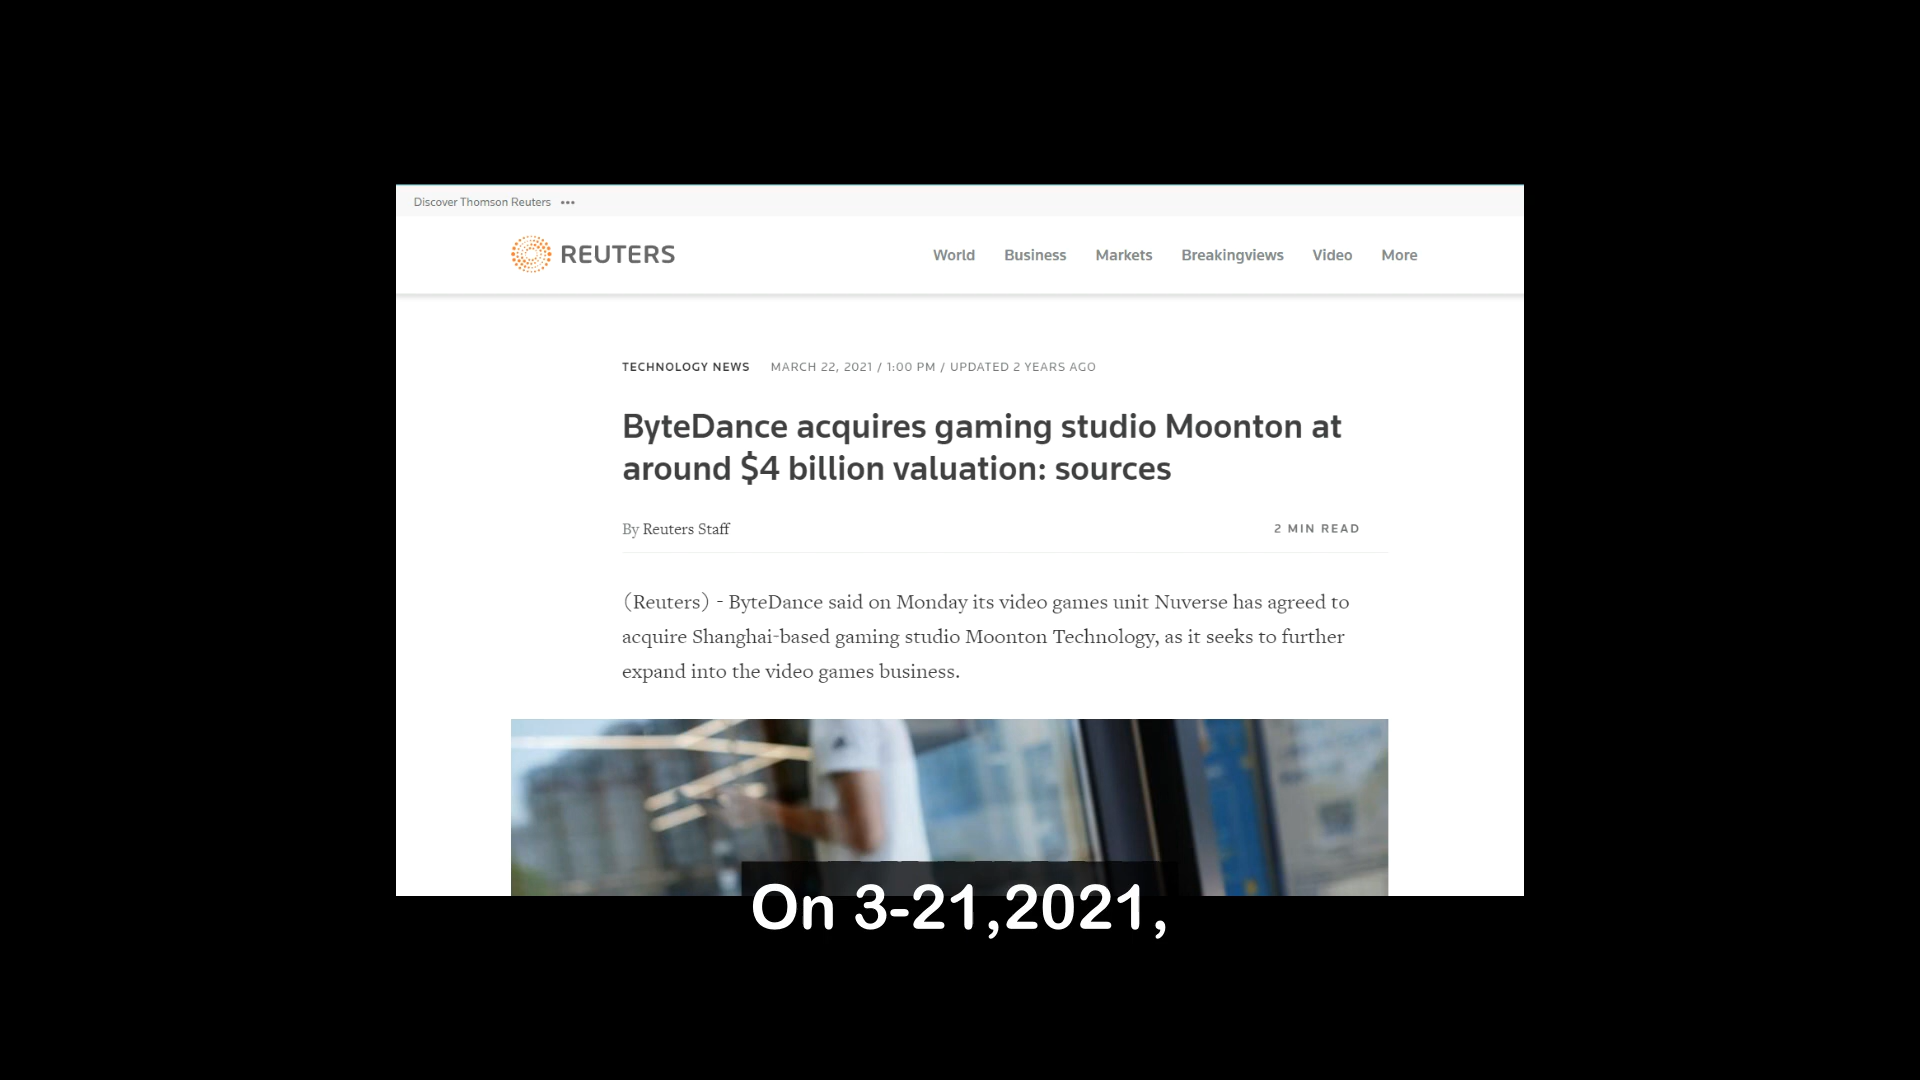 Discover Thomson Reuters •••
REUTERS
World Business Markets Breakingviews Video More
TECHNOLOGY NEWS MARCH 22, 2021 / 1:00 PM / UPDATED 2 YEARS AGO
ByteDance acquires gaming studio Moonton at
around $4 billion valuation: sources
By Reuters Staff
2 MIN READ
(Reuters) - ByteDance said on Monday its video games unit Nuverse has agreed to
acquire Shanghai-based gaming studio Moonton Technology, as it seeks to further
expand into the video games business.
On 3-21,2021,